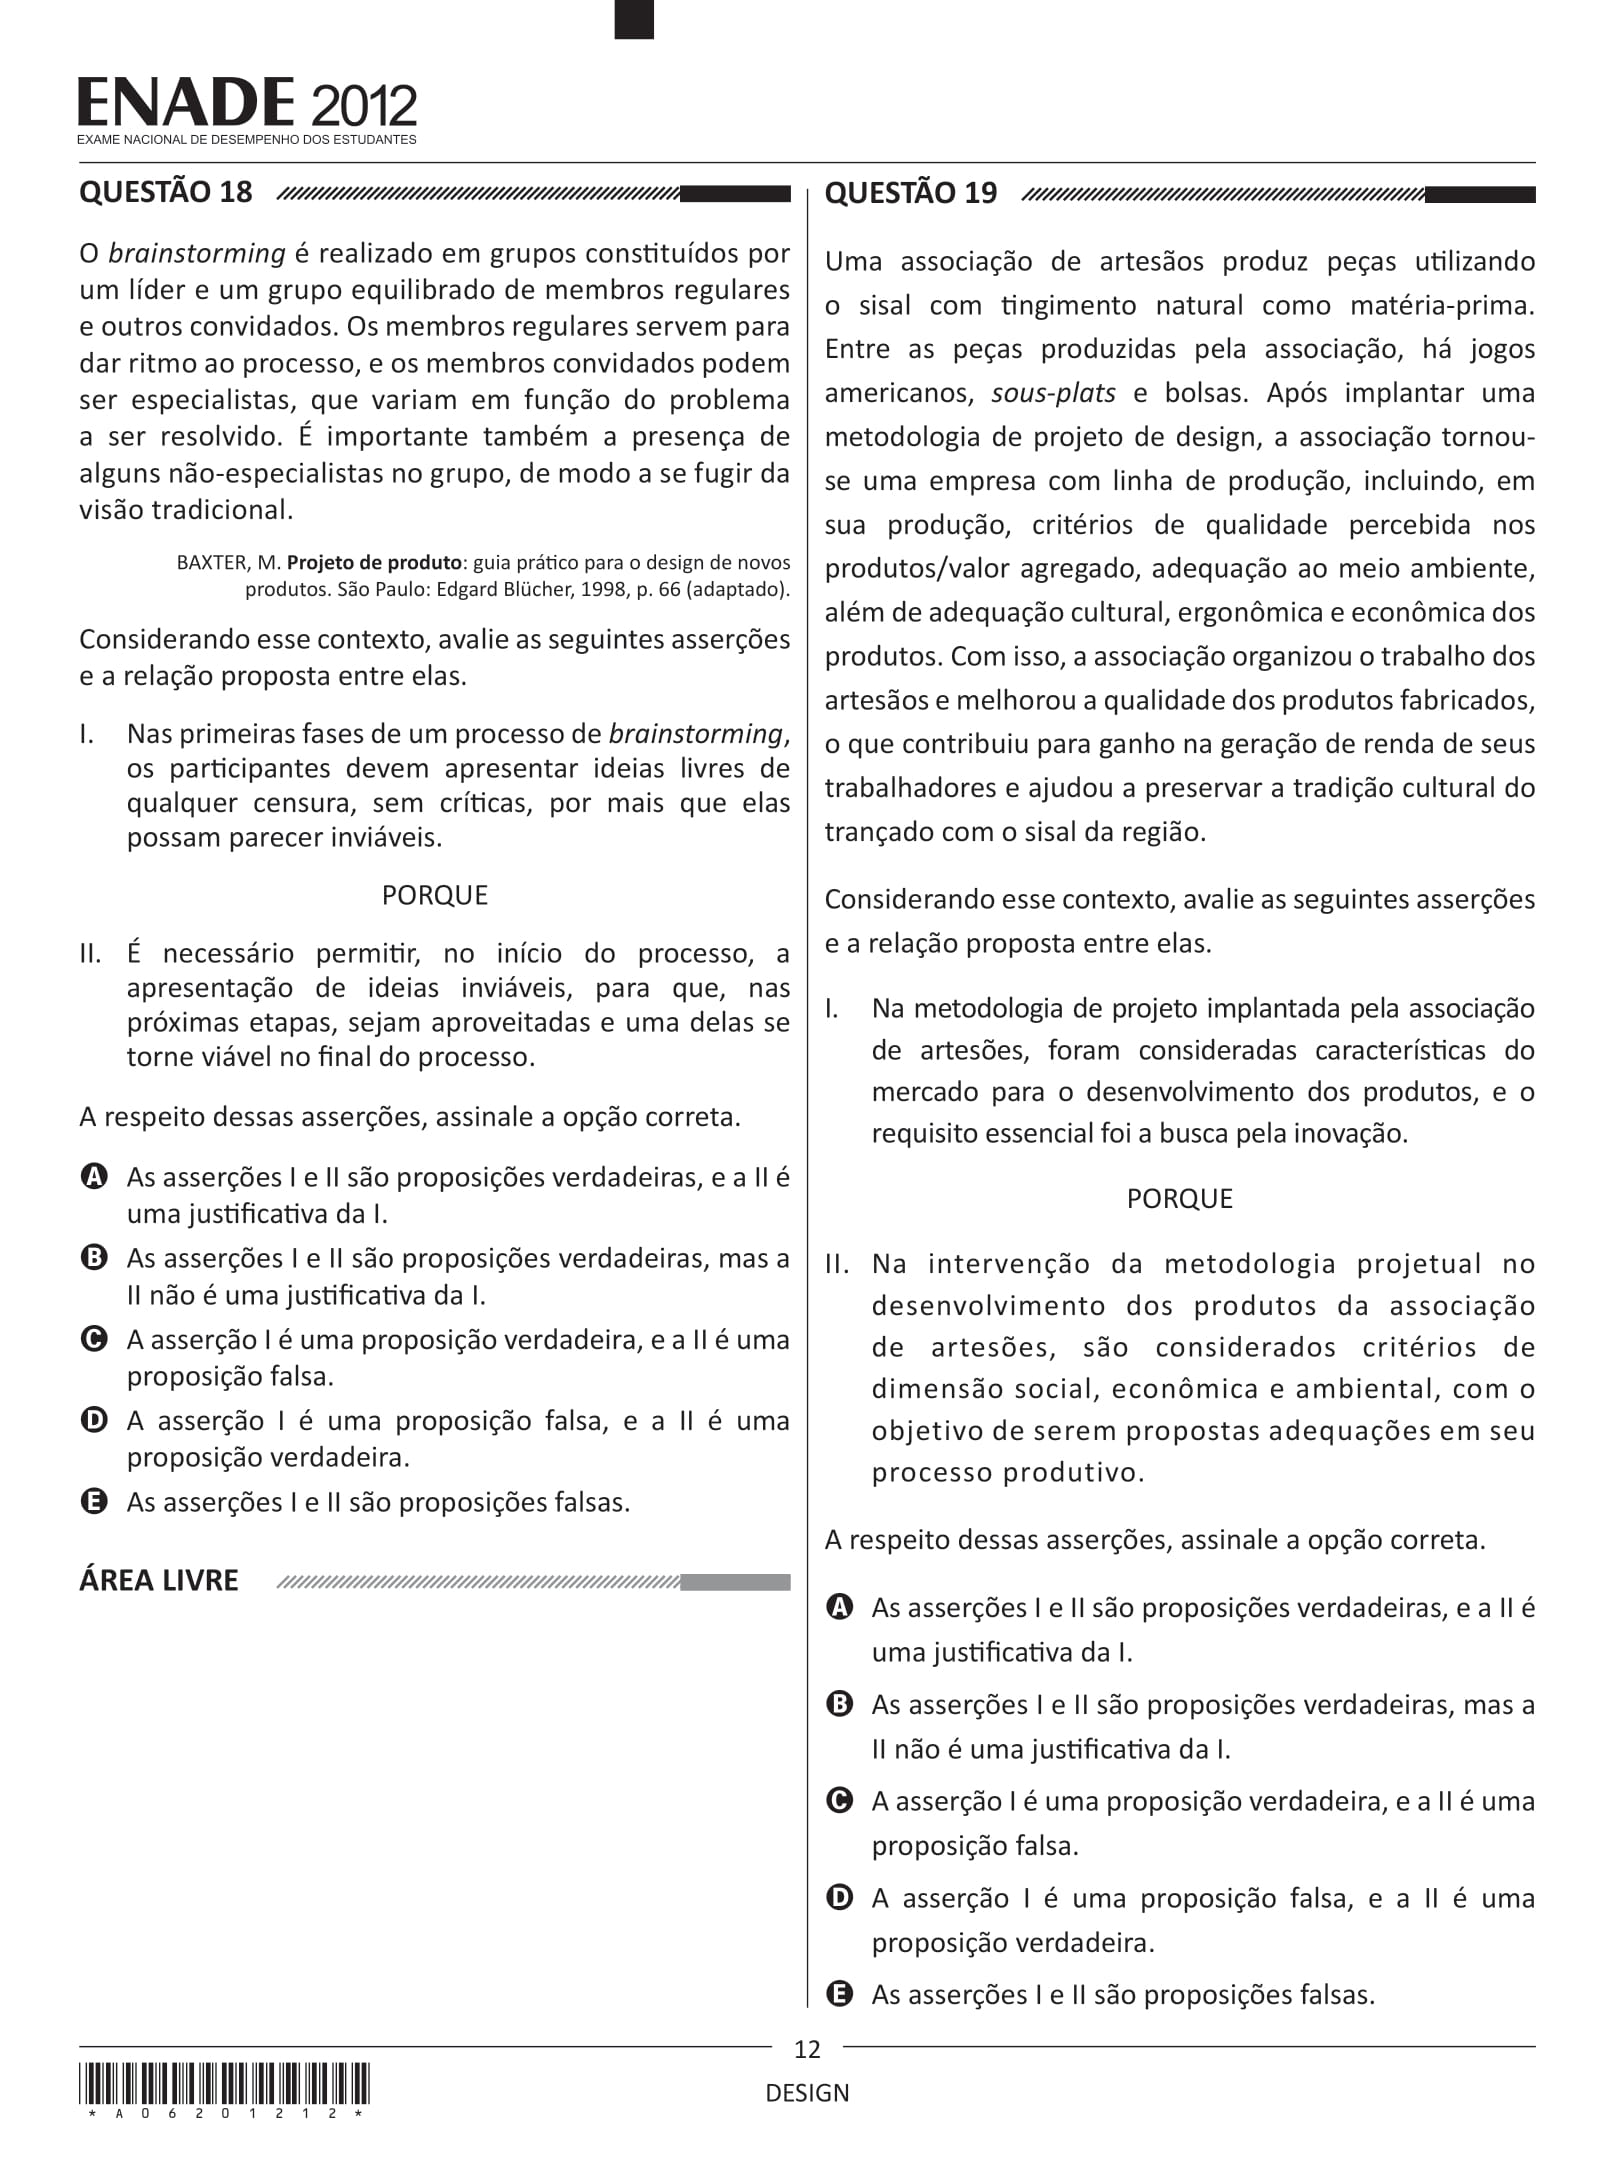 ENADE 2012
EXAME NACIONAL DE DESEMPENHO DOS ESTUDANTES
QUESTÃO 18
O brainstorming é realizado em grupos constituídos por
um líder e um grupo equilibrado de membros regulares
e outros convidados. Os membros regulares servem para
dar ritmo ao processo, e os membros convidados podem
ser especialistas, que variam em função do problema
a ser resolvido. É importante também a presença de
alguns não-especialistas no grupo, de modo a se fugir da
visão tradicional.
BAXTER, M. Projeto de produto: guia prático para o design de novos
produtos. São Paulo: Edgard Blücher, 1998, p. 66 (adaptado).
Considerando esse contexto, avalie as seguintes asserções
e a relação proposta entre elas.
I. Nas primeiras fases de um processo de brainstorming,
os participantes devem apresentar ideias livres de
qualquer censura, sem críticas, por mais que elas
possam parecer inviáveis.
PORQUE
II. É necessário permitir, no início do processo, a
apresentação de ideias inviáveis, para que, nas
próximas etapas, sejam aproveitadas e uma delas se
torne viável no final do processo.
A respeito dessas asserções, assinale a opção correta.
A As asserções I e II são proposições verdadeiras, e a II é
uma justificativa da I.
B As asserções I e II são proposições verdadeiras, mas a
II não é uma justificativa da I.
C A asserção I é uma proposição verdadeira, e a II é uma
proposição falsa.
D A asserção I é uma proposição falsa, e a II é uma
proposição verdadeira.
E As asserções I e II são proposições falsas.
ÁREA LIVRE
QUESTÃO 19
Uma associação de artesãos produz peças utilizando
o sisal com tingimento natural como matéria-prima.
Entre as peças produzidas pela associação, há jogos
americanos, sous-plats e bolsas. Após implantar uma
metodologia de projeto de design, a associação tornou-
se uma empresa com linha de produção, incluindo, em
sua produção, critérios de qualidade percebida nos
produtos/valor agregado, adequação ao meio ambiente,
além de adequação cultural, ergonômica e econômica dos
produtos. Com isso, a associação organizou o trabalho dos
artesãos e melhorou a qualidade dos produtos fabricados,
o que contribuiu para ganho na geração de renda de seus
trabalhadores e ajudou a preservar a tradição cultural do
trançado com o sisal da região.
Considerando esse contexto, avalie as seguintes asserções
e a relação proposta entre elas.
I. Na metodologia de projeto implantada pela associação
de artesões, foram consideradas características do
mercado para o desenvolvimento dos produtos, e o
requisito essencial foi a busca pela inovação.
PORQUE
II. Na intervenção da metodologia projetual no
desenvolvimento dos produtos da associação
de artesões, são considerados critérios de
dimensão social, econômica e ambiental, com o
objetivo de serem propostas adequações em seu
processo produtivo.
A respeito dessas asserções, assinale a opção correta.
A As asserções I e II são proposições verdadeiras, e a II é
uma justificativa da I.
B As asserções I e II são proposições verdadeiras, mas a
II não é uma justificativa da I.
C A asserção I é uma proposição verdadeira, e a II é uma
proposição falsa.
D A asserção I é uma proposição falsa, e a II é uma
proposição verdadeira.
E As asserções I e II são proposições falsas.
12
DESIGN
* A 0 6 2 0 1 2 1 2 *